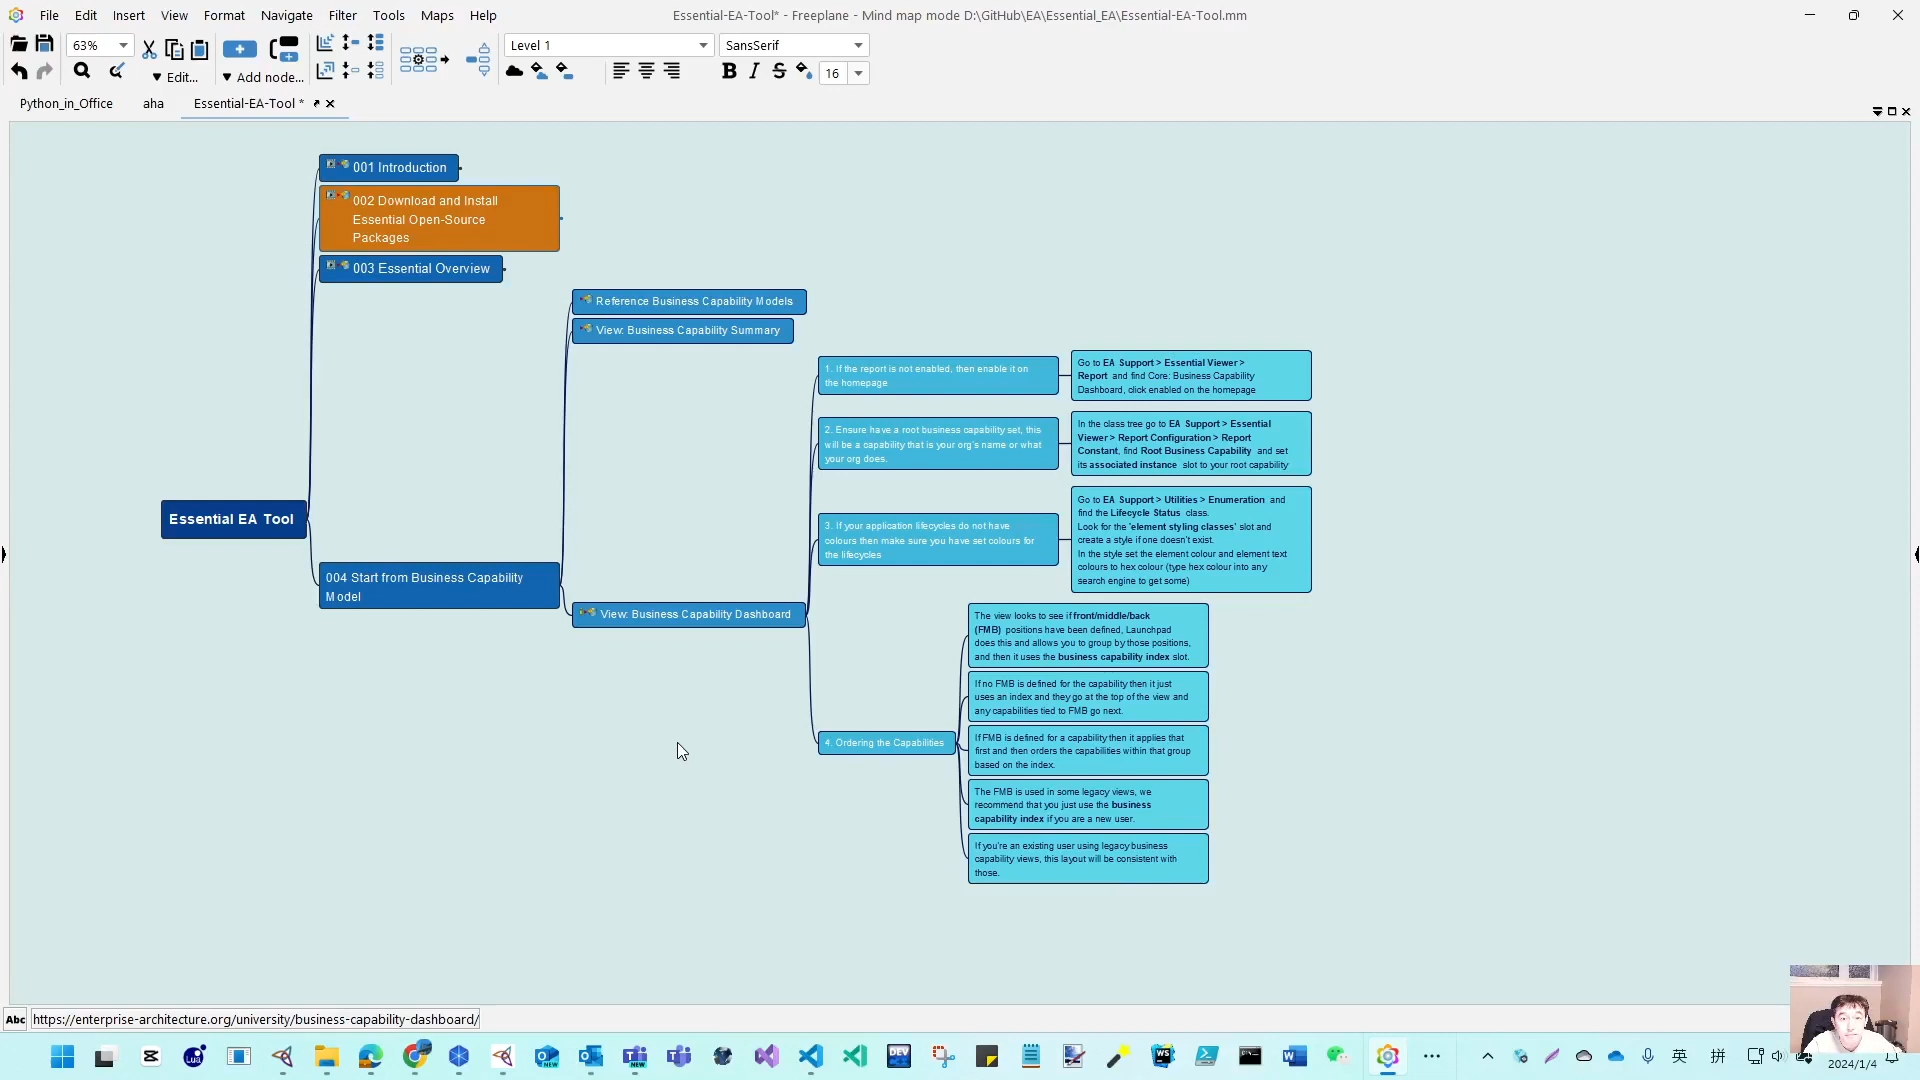 File Edit Insert View Format Navigate Filter Tools Maps Help
Essential-EA-Tool* - Freeplane - Mind map mode D:\GitHub\EA\Essential_EA\Essential-EA-Tool.mm
63%
Edit...
Add node...
Level 1
SansSerif
16
Python_in_Office
aha
Essential-EA-Tool *
001 Introduction
002 Download and Install
Essential Open-Source
Packages
003 Essential Overview
Essential EA Tool
004 Start from Business Capability
Model
Reference Business Capability Models
View: Business Capability Summary
View: Business Capability Dashboard
1. If the report is not enabled, then enable it on
the homepage
Go to EA Support > Essential Viewer >
Report and find Core: Business Capability
Dashboard, click enabled on the homepage
2. Ensure have a root business capability set, this
will be a capability that is your org's name or what
your org does.
In the class tree go to EA Support > Essential
Viewer > Report Configuration > Report
Constant, find Root Business Capability and set
its associated instance slot to your root capability
3. If your application lifecycles do not have
colours then make sure you have set colours for
the lifecycles
Go to EA Support > Utilities > Enumeration and
find the Lifecycle Status class.
Look for the 'element styling classes' slot and
create a style if one doesn't exist.
In the style set the element colour and element text
colours to hex colour (type hex colour into any
search engine to get some)
4. Ordering the Capabilities
The view looks to see if front/middle/back
(FMB) positions have been defined, Launchpad
does this and allows you to group by those positions,
and then it uses the business capability index slot.
If no FMB is defined for the capability then it just
uses an index and they go at the top of the view and
any capabilities tied to FMB go next.
If FMB is defined for a capability then it applies that
first and then orders the capabilities within that group
based on the index.
The FMB is used in some legacy views, we
recommend that you just use the business
capability index if you are a new user.
If you're an existing user using legacy business
capability views, this layout will be consistent with
those.
Abc
https://enterprise-architecture.org/university/business-capability-dashboard/
Lua
NEW
NEW
DEV
WS
英
拼
2024/1/4